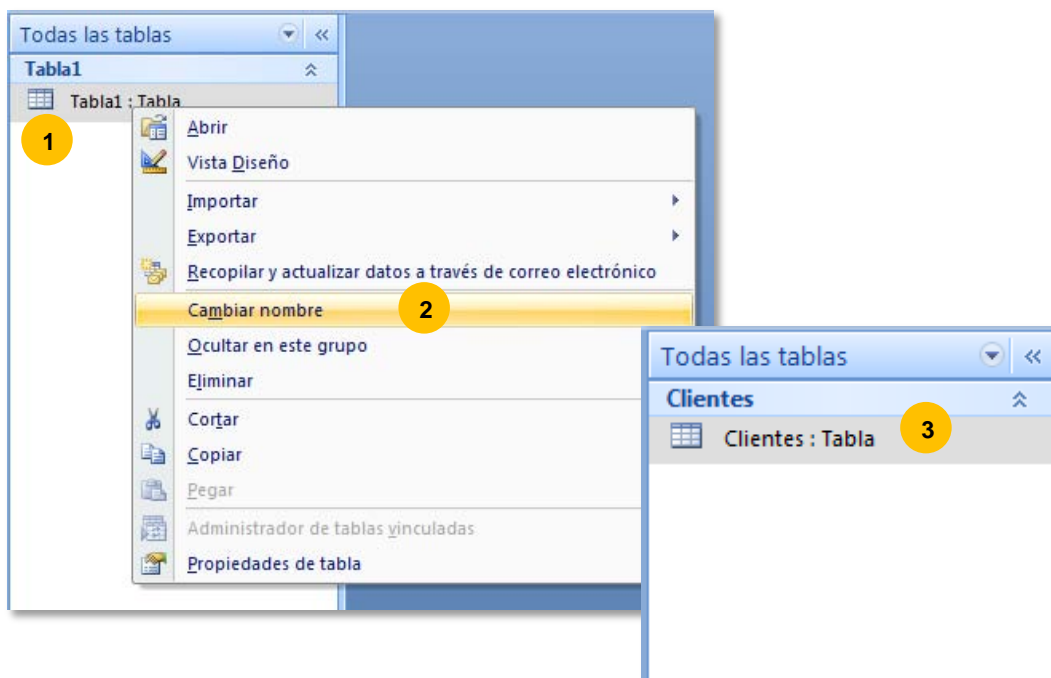 Todas las tablas
Tabla1
Tabla1 : Tabla
1
Abrir
Vista Diseño
Importar
Exportar
Recopilar y actualizar datos a través de correo electrónico
Cambiar nombre
2
Ocultar en este grupo
Eliminar
Cortar
Copiar
Pegar
Administrador de tablas vinculadas
Propiedades de tabla
Todas las tablas
Clientes
Clientes : Tabla
3